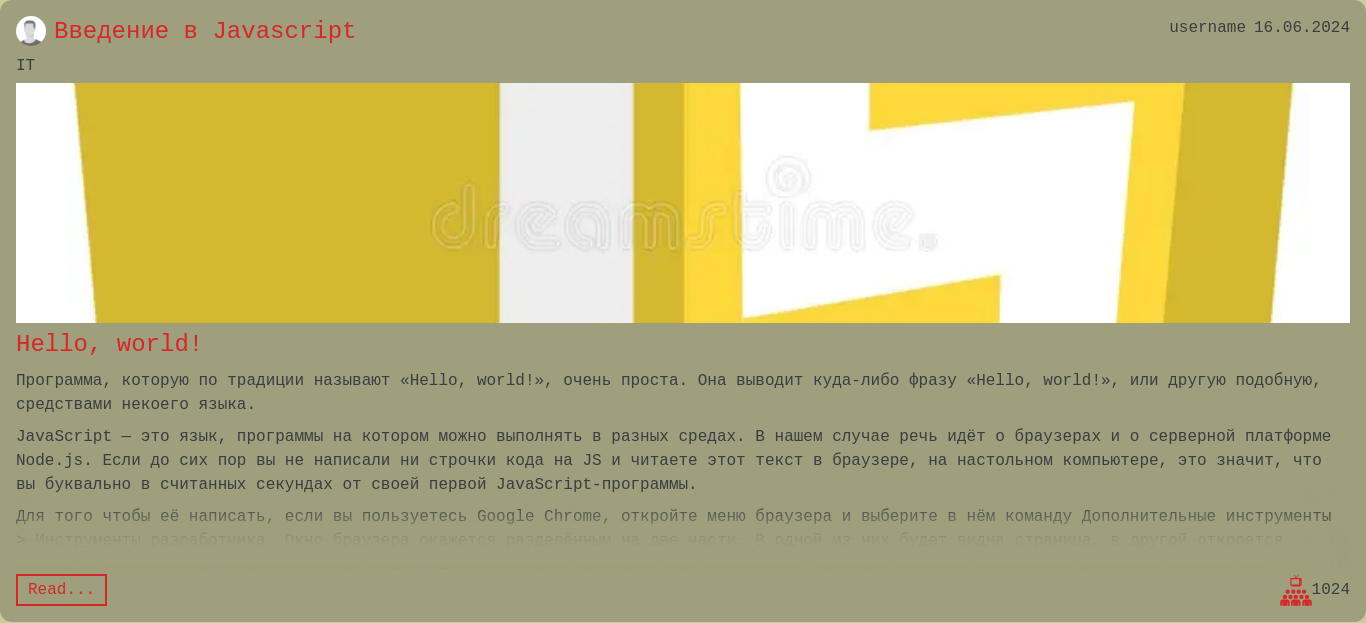 Введение в Javascript
username 16.06.2024
IT
dreamstime.
Hello, world!
Программа, которую по традиции называют «Hello, world!», очень проста. Она выводит куда-либо фразу «Hello, world!», или другую подобную,
средствами некоего языка.
JavaScript — это язык, программы на котором можно выполнять в разных средах. В нашем случае речь идёт о браузерах и о серверной платформе
Node.js. Если до сих пор вы не написали ни строчки кода на JS и читаете этот текст в браузере, на настольном компьютере, это значит, что
вы буквально в считанных секундах от своей первой JavaScript-программы.
Для того чтобы её написать, если вы пользуетесь Google Chrome, откройте меню браузера и выберите в нём команду Дополнительные инструменты
> Инструменты разработчика. Окно браузера окажется разделённым на две части. В одной из них будет видна страница, в другой откроется
Read...
1024